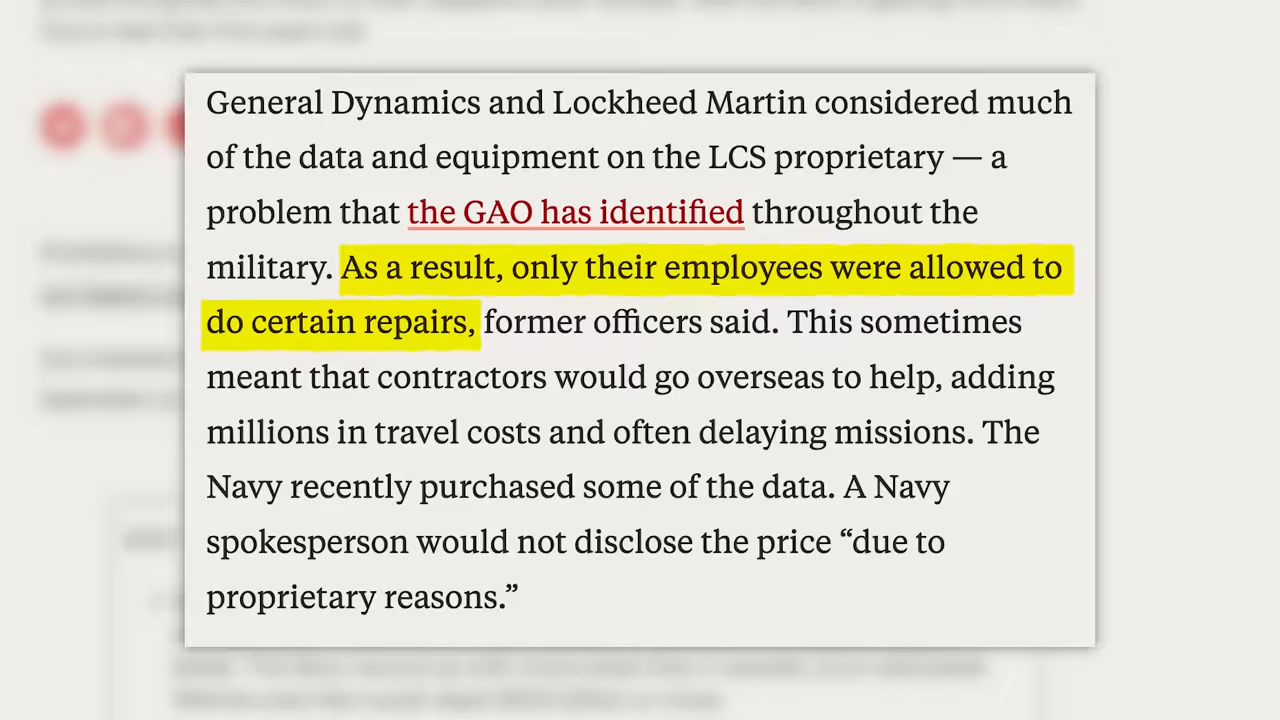 General Dynamics and Lockheed Martin considered much
of the data and equipment on the LCS proprietary — a
problem that the GAO has identified throughout the
military. As a result, only their employees were allowed to
do certain repairs, former officers said. This sometimes
meant that contractors would go overseas to help, adding
millions in travel costs and often delaying missions. The
Navy recently purchased some of the data. A Navy
spokesperson would not disclose the price “due to
proprietary reasons.”